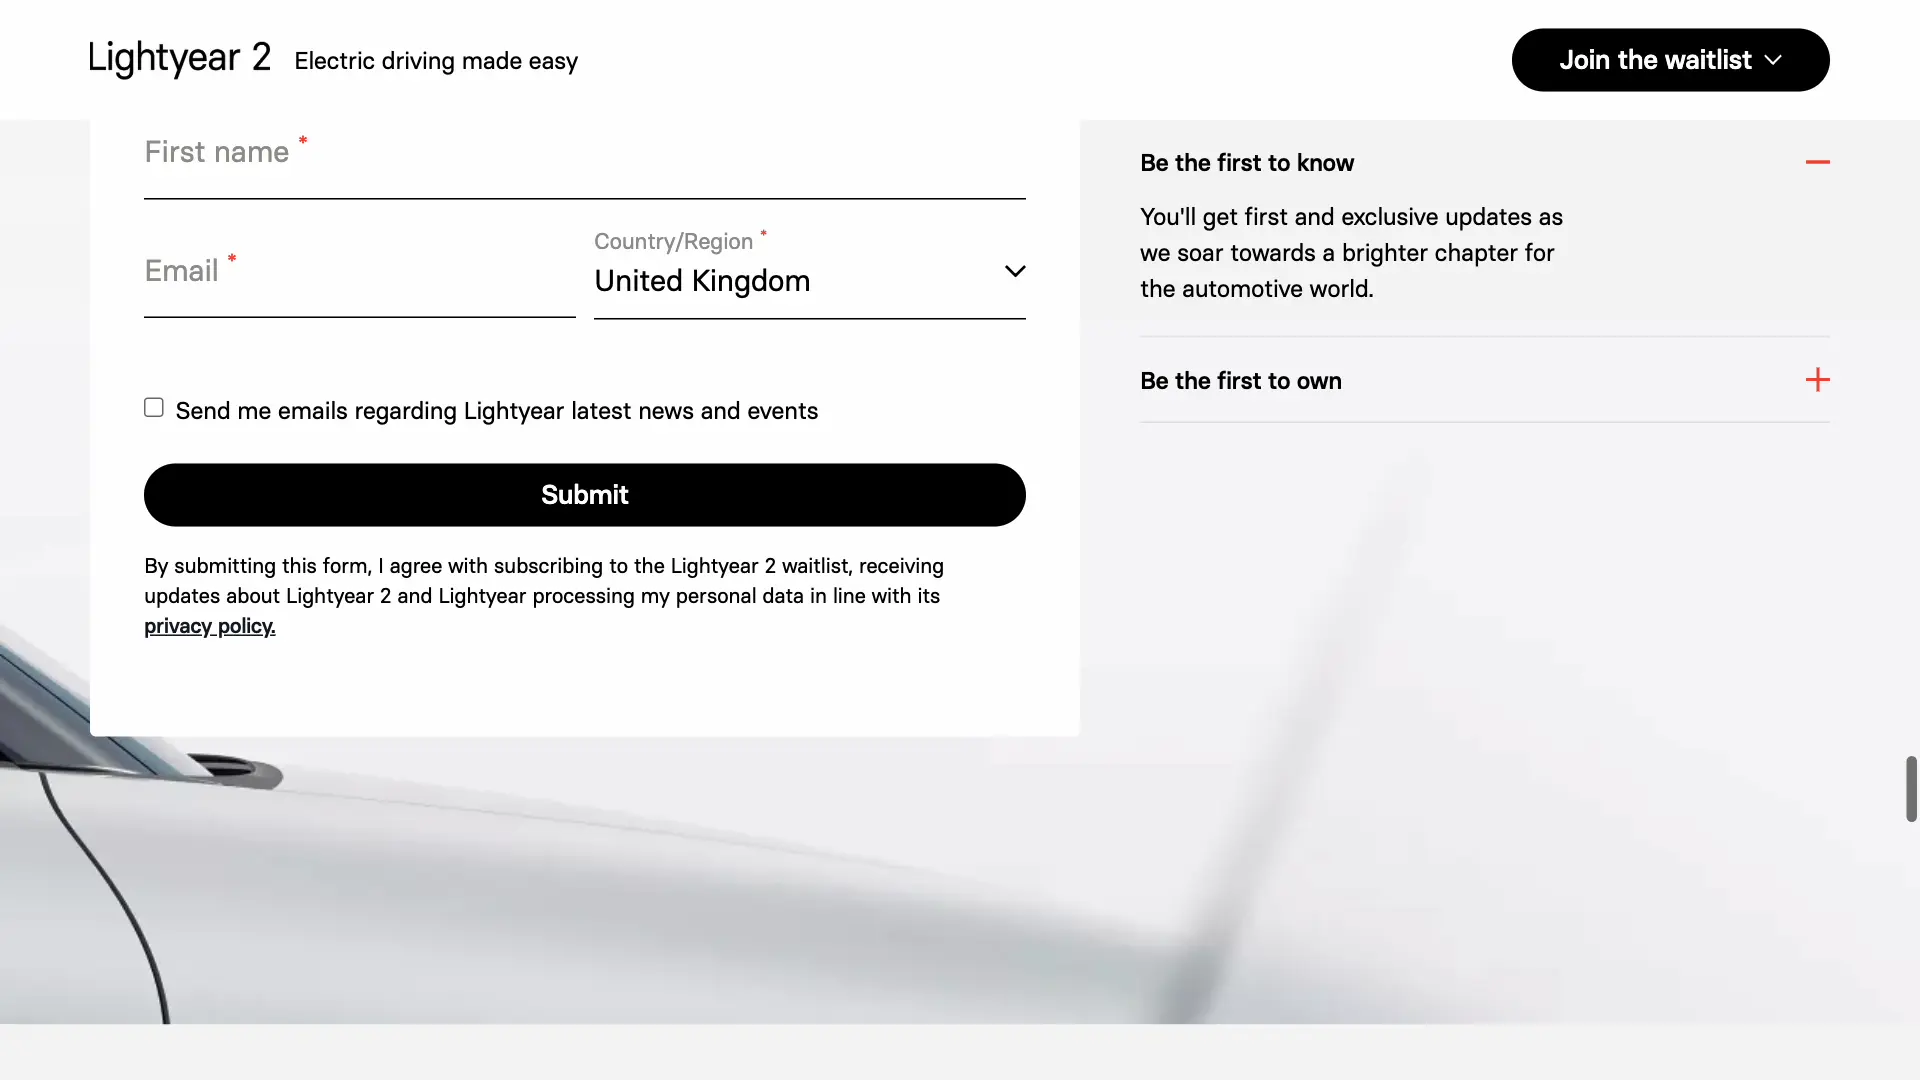 Lightyear 2 Electric driving made easy
Join the waitlist
First name *
Email *
Country/Region *
United Kingdom
Send me emails regarding Lightyear latest news and events
Submit
By submitting this form, I agree with subscribing to the Lightyear 2 waitlist, receiving
updates about Lightyear 2 and Lightyear processing my personal data in line with its
privacy policy.
Be the first to know
You'll get first and exclusive updates as
we soar towards a brighter chapter for
the automotive world.
Be the first to own